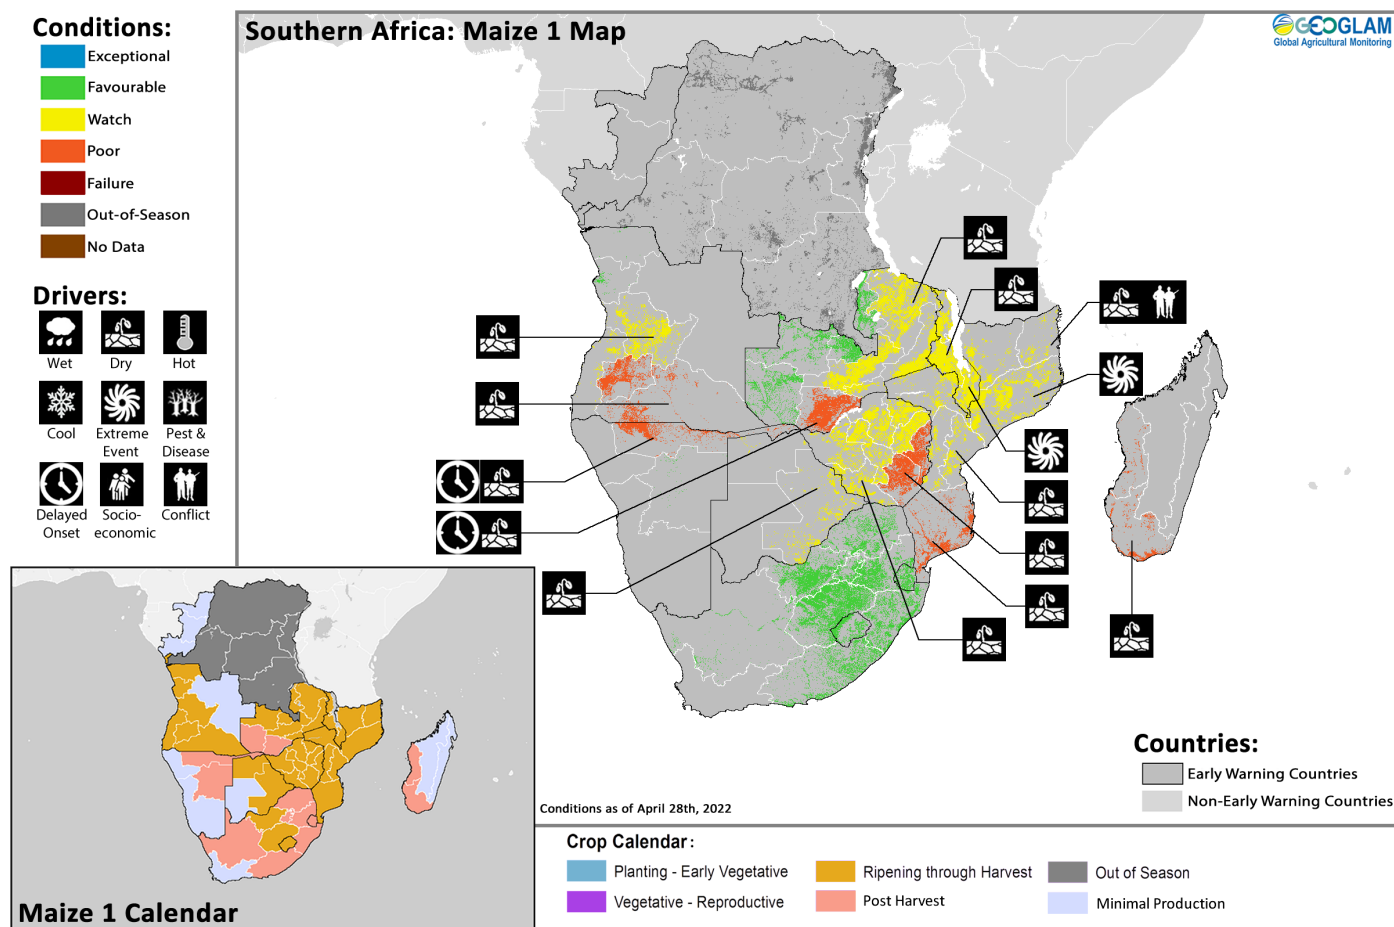 Conditions:
Exceptional
Favourable
Watch
Poor
Failure
Out-of-Season
No Data
Drivers:
Wet
Dry
Hot
Cool
Extreme
Event
Pest &
Disease
Delayed
Onset
Socio-
economic
Conflict
Southern Africa: Maize 1 Map
GEOGLAM
Global Agricultural Monitoring
Countries:
Early Warning Countries
Non-Early Warning Countries
Conditions as of April 28th, 2022
Maize 1 Calendar
Crop Calendar:
Planting - Early Vegetative
Ripening through Harvest
Out of Season
Vegetative - Reproductive
Post Harvest
Minimal Production